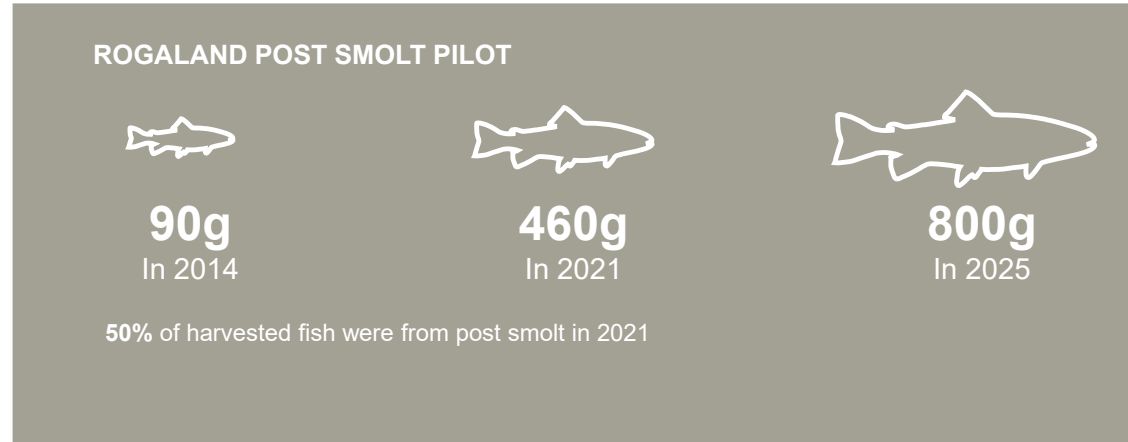 ROGALAND POST SMOLT PILOT
90g
460g
800g
In 2014
In 2021
In 2025
50% of harvested fish were from post smolt in 2021